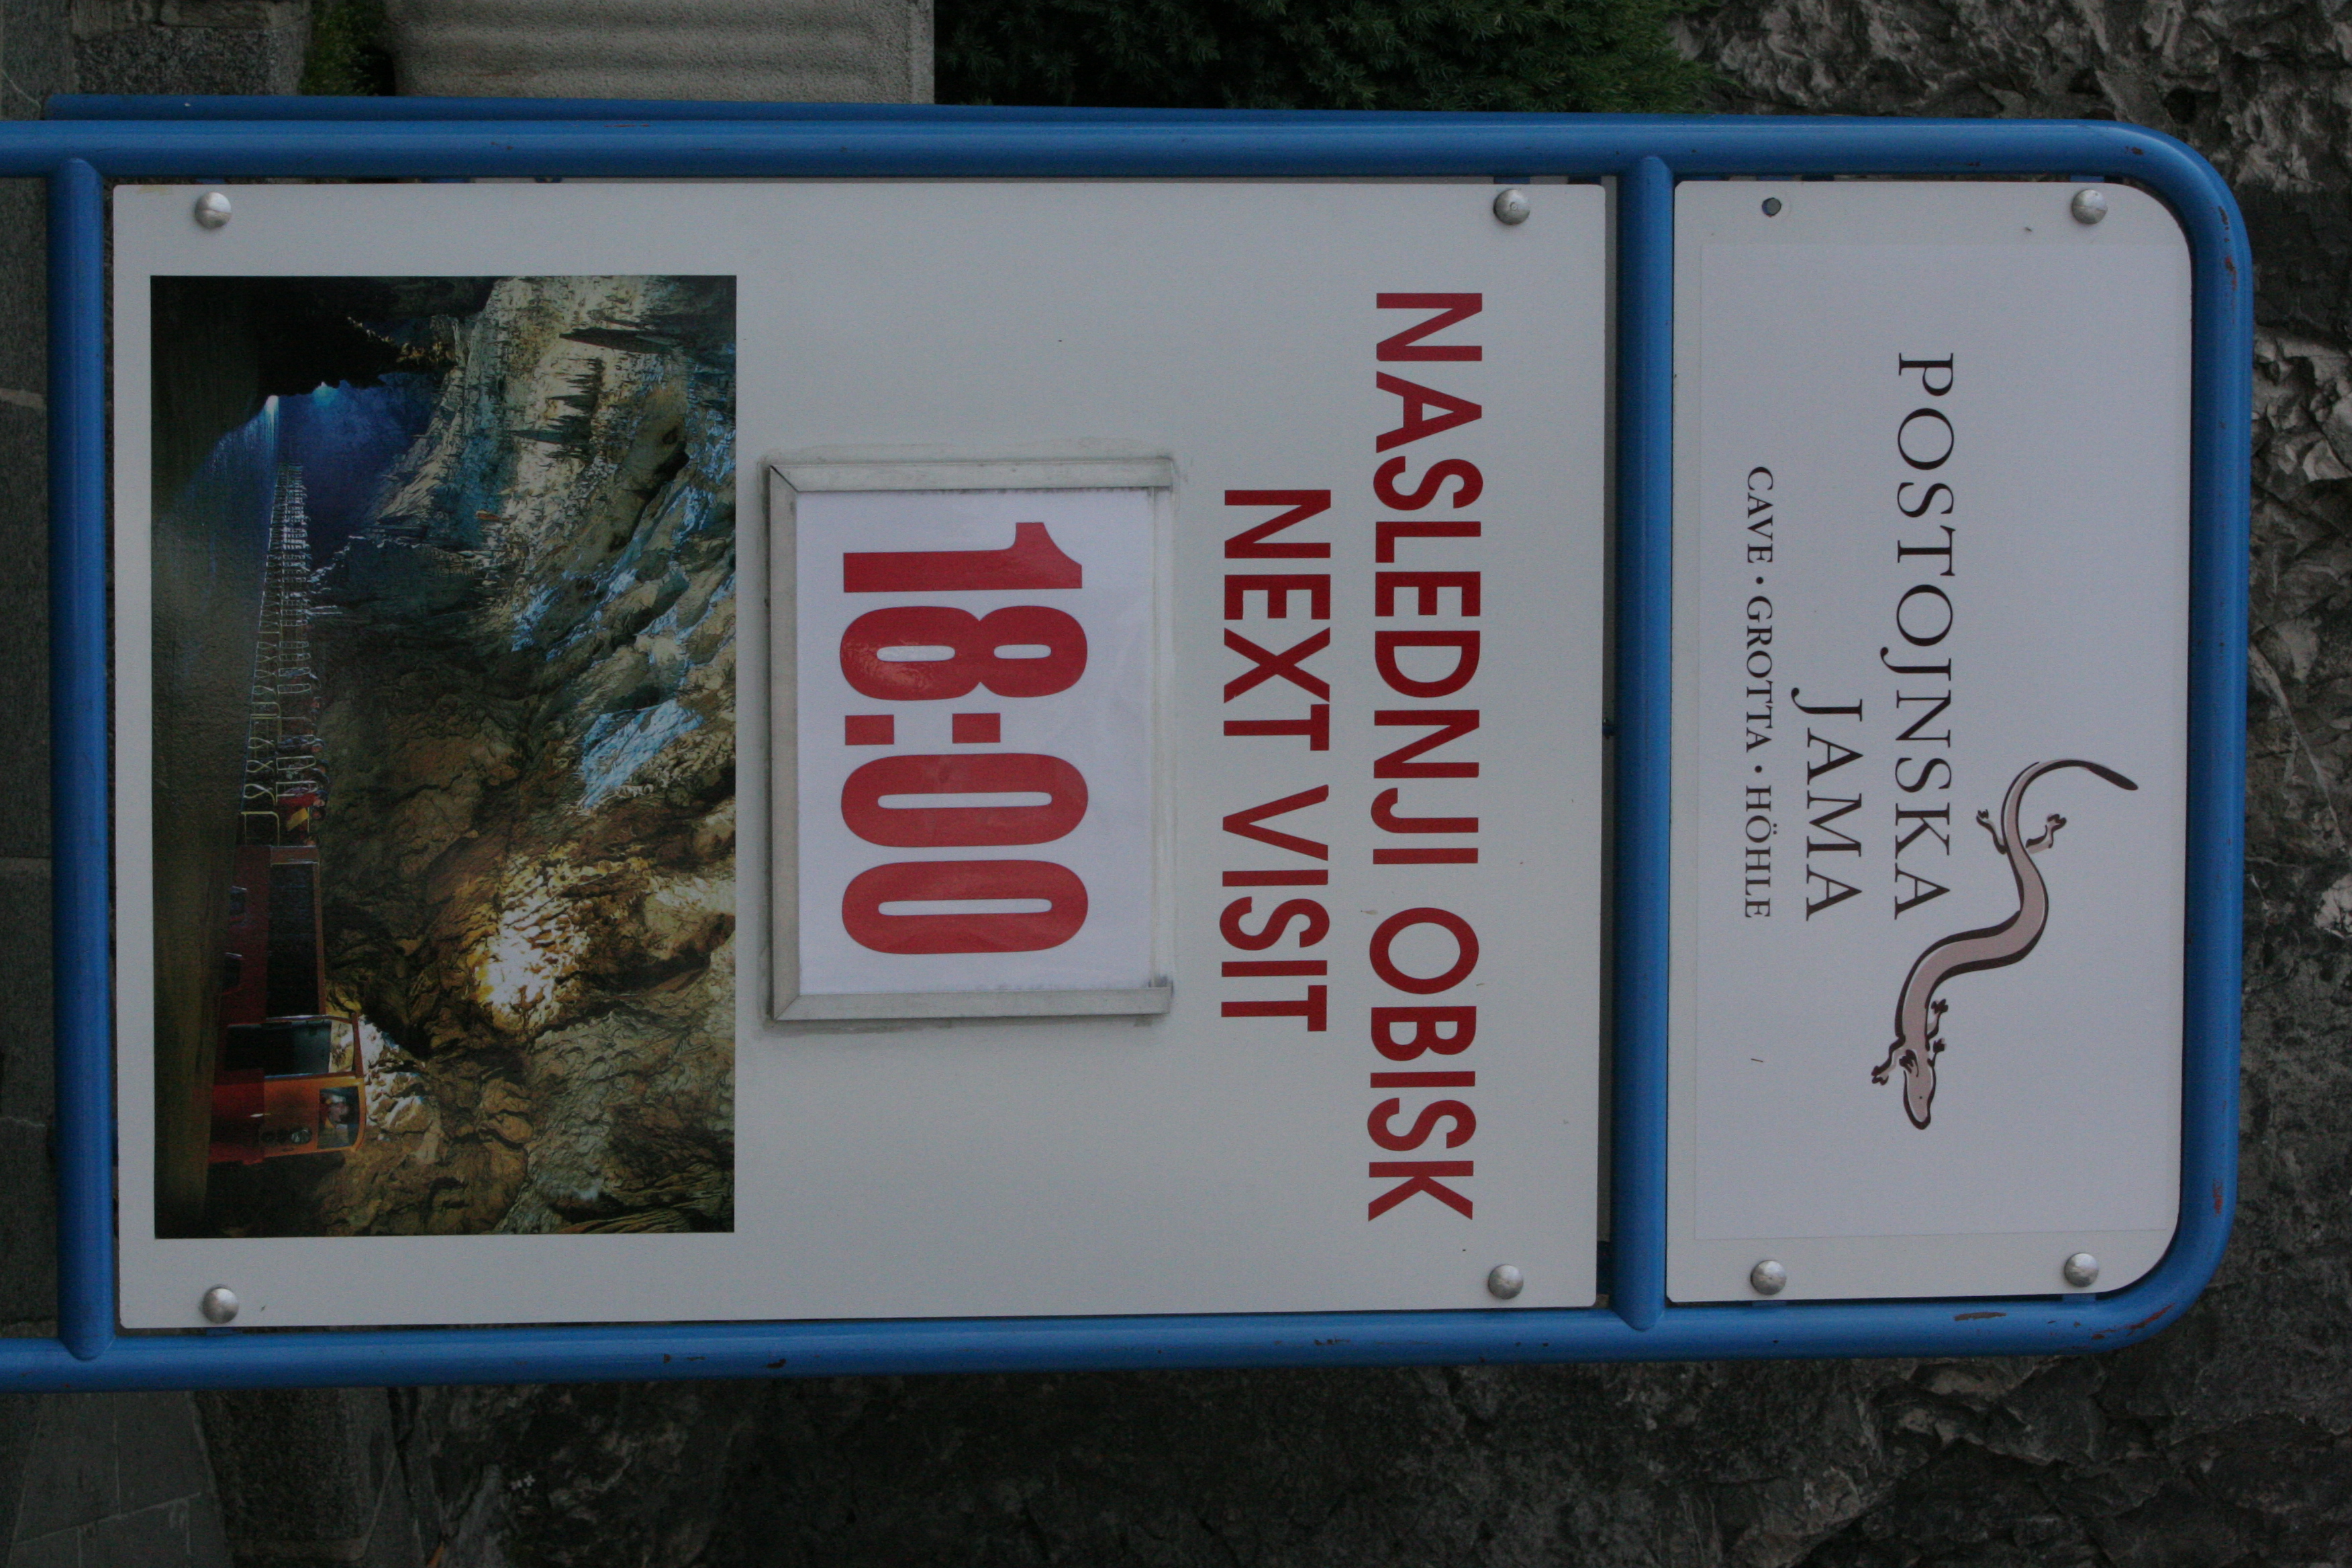 POSTOJNSKA
JAMA
CAVE • GROTTA • HÖHLE
NASLEDNJI OBISK
NEXT VISIT
18:00